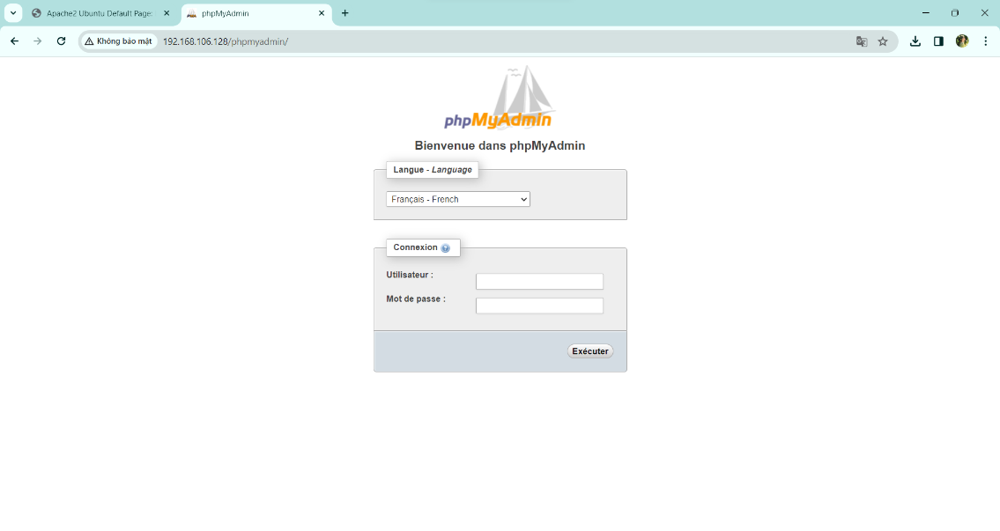 Apache2 Ubuntu Default Page:
phpMyAdmin
Không bảo mật
192.168.106.128/phpmyadmin/
phpMyAdmin
Bienvenue dans phpMyAdmin
Langue - Language
Français - French
Connexion
Utilisateur :
Mot de passe :
Exécuter